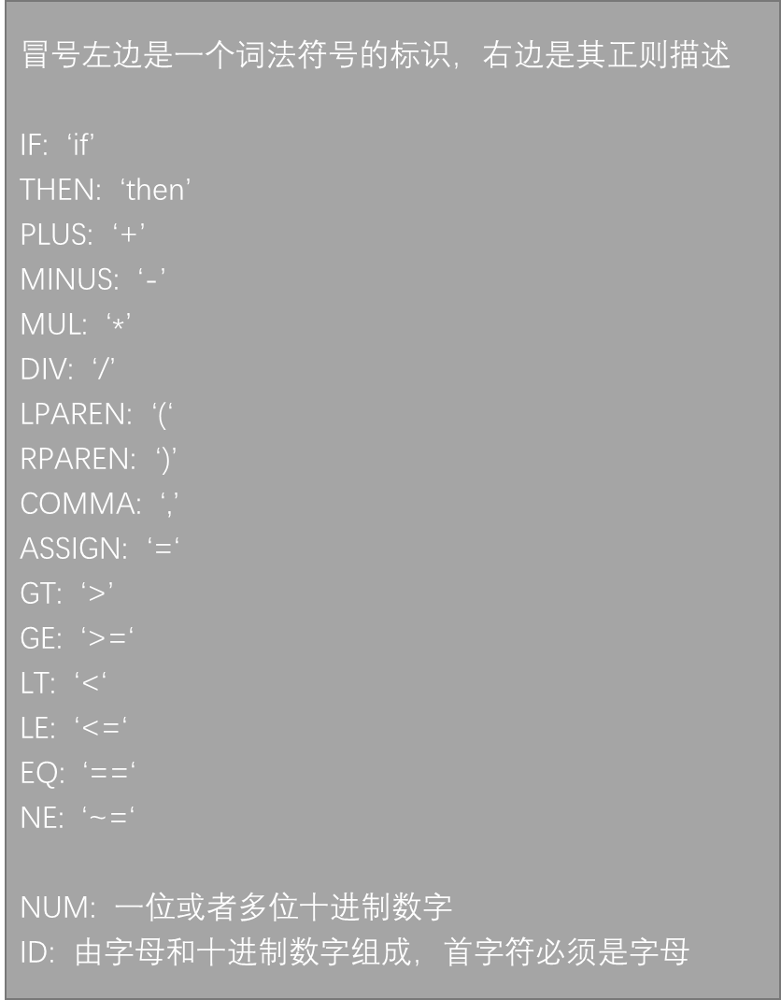 冒号左边是一个词法符号的标识，右边是其正则描述
IF: ‘if’
THEN: ‘then’
PLUS: ‘+’
MINUS: ‘-’
MUL: ‘*’
DIV: ‘/’
LPAREN: ‘(‘
RPAREN: ‘)’
COMMA: ‘,’
ASSIGN: ‘=‘
GT: ‘>’
GE: ‘>=‘
LT: ‘<‘
LE: ‘<=‘
EQ: ‘==‘
NE: ‘~=‘
NUM: 一位或者多位十进制数字
ID: 由字母和十进制数字组成，首字符必须是字母